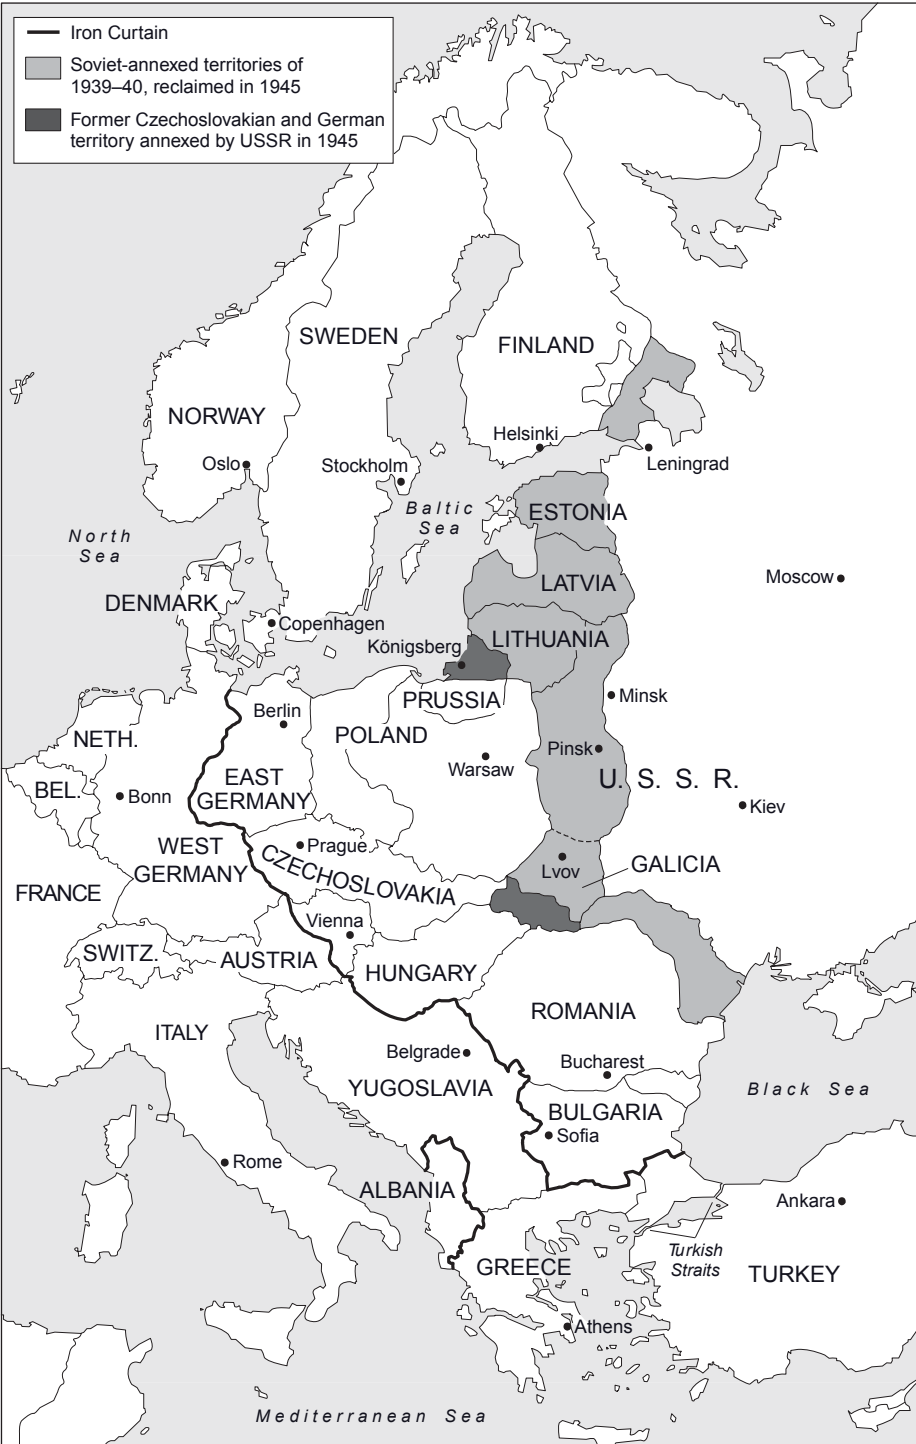 Iron Curtain
Soviet-annexed territories of
1939–40, reclaimed in 1945
Former Czechoslovakian and German
territory annexed by USSR in 1945
SWEDEN
FINLAND
NORWAY
Helsinki
Oslo
Stockholm
Leningrad
Baltic
Sea
ESTONIA
North
Sea
Moscow
LATVIA
DENMARK
Copenhagen
LITHUANIA
Königsberg
Minsk
PRUSSIA
Berlin
POLAND
NETH.
Pinsk
Warsaw
EAST
GERMANY
U. S. S. R.
BEL.
Bonn
Kiev
Prague
WEST
GERMANY
CZECHOSLOVAKIA
GALICIA
Lvov
FRANCE
Vienna
SWITZ.
AUSTRIA
HUNGARY
ROMANIA
ITALY
Belgrade
Bucharest
YUGOSLAVIA
Black Sea
BULGARIA
Sofia
Rome
ALBANIA
Ankara
Turkish
Straits
GREECE
TURKEY
Athens
Mediterranean Sea